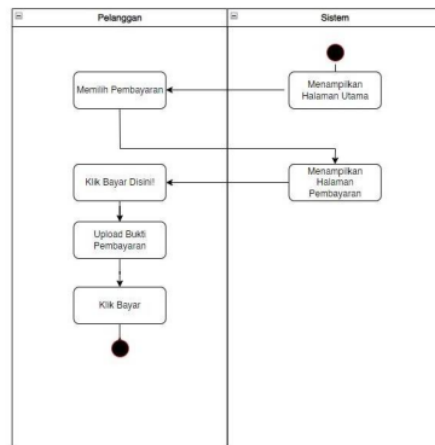 Pelanggan
Sistem
Menampilkan
Halaman Utama
Memilih Pembayaran
Menampilkan
Halaman
Pembayaran
Klik Bayar Disini!
Upload Bukti
Pembayaran
Klik Bayar